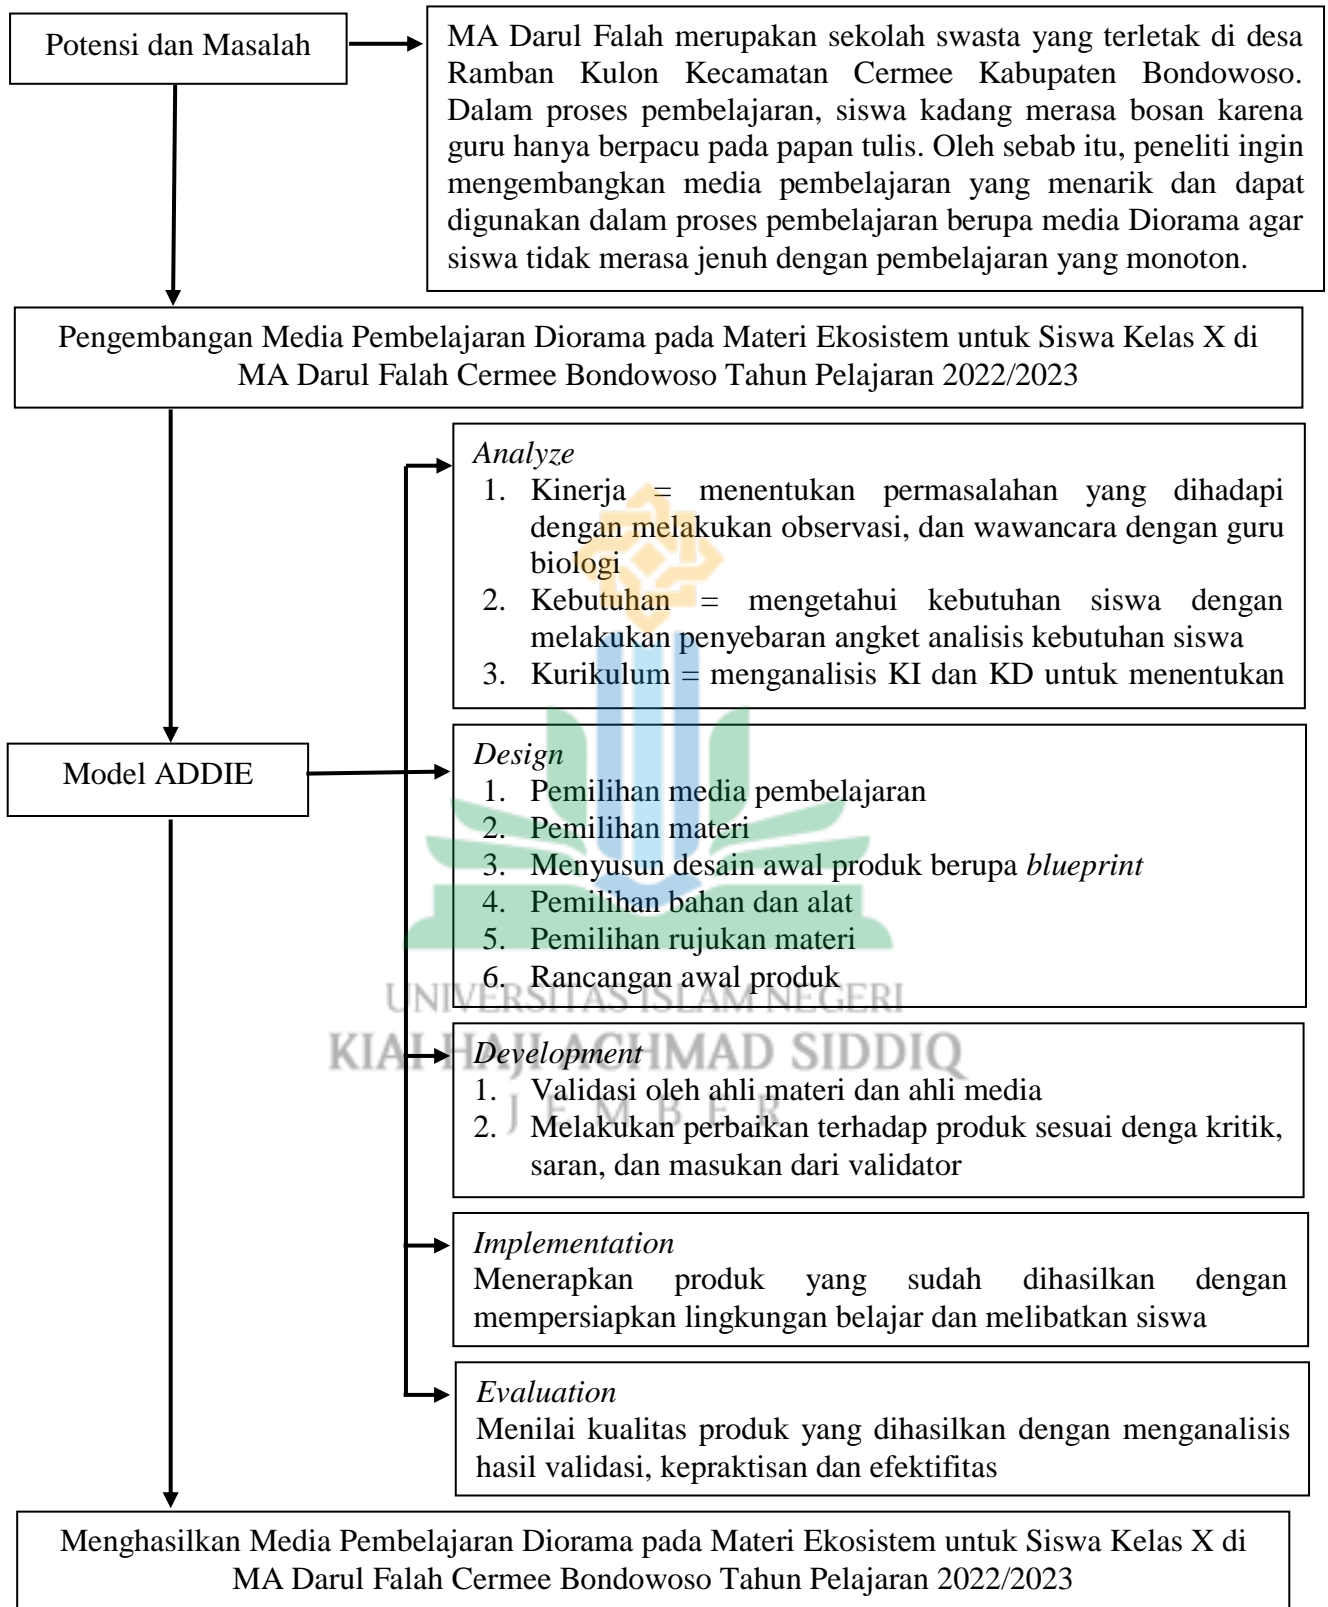 Potensi dan Masalah
MA Darul Falah merupakan sekolah swasta yang terletak di desa
Ramban Kulon Kecamatan Cermee Kabupaten Bondowoso.
Dalam proses pembelajaran, siswa kadang merasa bosan karena
guru hanya berpacu pada papan tulis. Oleh sebab itu, peneliti ingin
mengembangkan media pembelajaran yang menarik dan dapat
digunakan dalam proses pembelajaran berupa media Diorama agar
siswa tidak merasa jenuh dengan pembelajaran yang monoton.
Pengembangan Media Pembelajaran Diorama pada Materi Ekosistem untuk Siswa Kelas X di
MA Darul Falah Cermee Bondowoso Tahun Pelajaran 2022/2023
Model ADDIE
Analyze
1. Kinerja = menentukan permasalahan yang dihadapi
dengan melakukan observasi, dan wawancara dengan guru
biologi
2. Kebutuhan = mengetahui kebutuhan siswa dengan
melakukan penyebaran angket analisis kebutuhan siswa
3. Kurikulum = menganalisis KI dan KD untuk menentukan
Design
1. Pemilihan media pembelajaran
2. Pemilihan materi
3. Menyusun desain awal produk berupa blueprint
4. Pemilihan bahan dan alat
5. Pemilihan rujukan materi
6. Rancangan awal produk
UNIVERSITAS ISLAM NEGERI
KIAI HAJI ACHMAD SIDDIQ
JEMBER
Development
1. Validasi oleh ahli materi dan ahli media
2. Melakukan perbaikan terhadap produk sesuai denga kritik,
saran, dan masukan dari validator
Implementation
Menerapkan produk yang sudah dihasilkan dengan
mempersiapkan lingkungan belajar dan melibatkan siswa
Evaluation
Menilai kualitas produk yang dihasilkan dengan menganalisis
hasil validasi, kepraktisan dan efektifitas
Menghasilkan Media Pembelajaran Diorama pada Materi Ekosistem untuk Siswa Kelas X di
MA Darul Falah Cermee Bondowoso Tahun Pelajaran 2022/2023